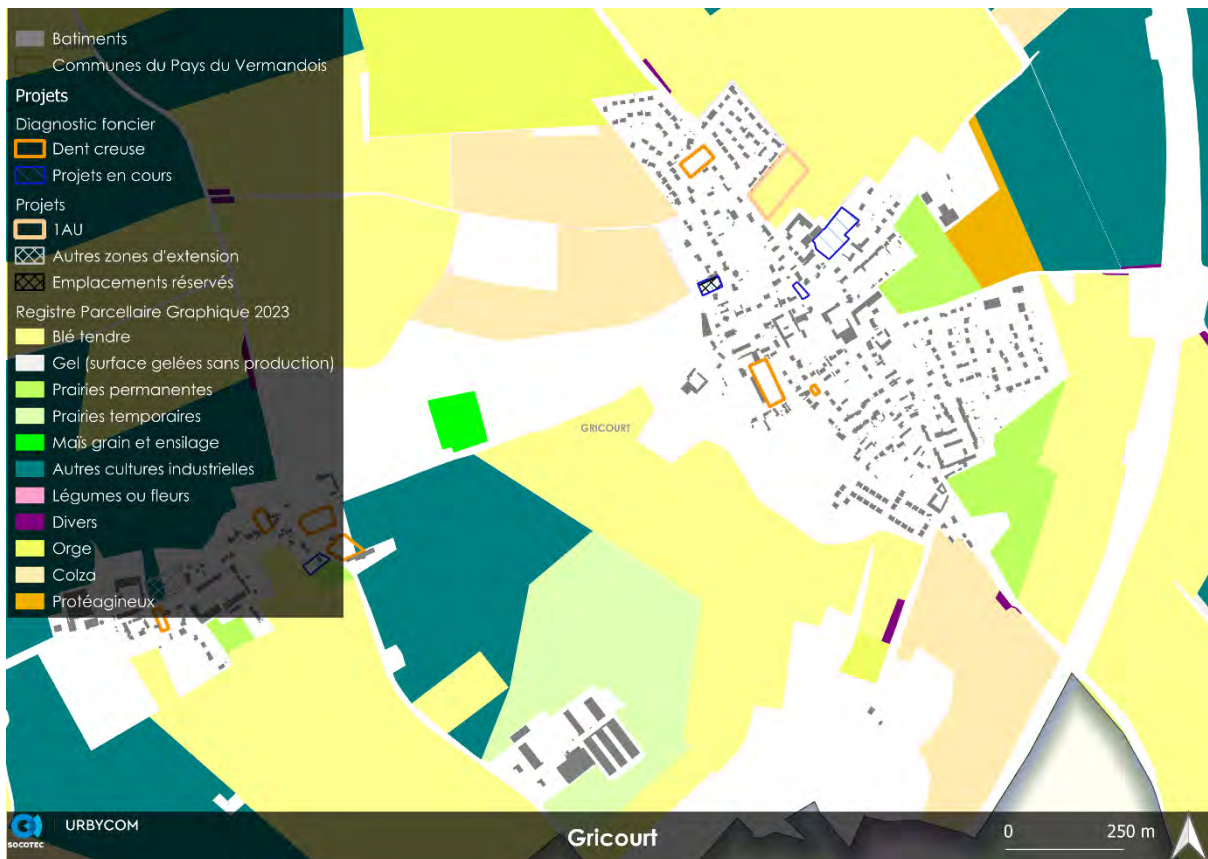 Batiments
Communes du Pays du Vermandois
Projets
Diagnostic foncier
Dent creuse
Projets en cours
Projets
1AU
Autres zones d'extension
Emplacements réservés
Registre Parcellaire Graphique 2023
Blé tendre
Gel (surface gelées sans production)
Prairies permanentes
Prairies temporaires
Maïs grain et ensilage
Autres cultures industrielles
Légumes ou fleurs
Divers
Orge
Colza
Protéagineux
GRICOURT
SOCOTEC
URBYCOM
Gricourt
0 250 m